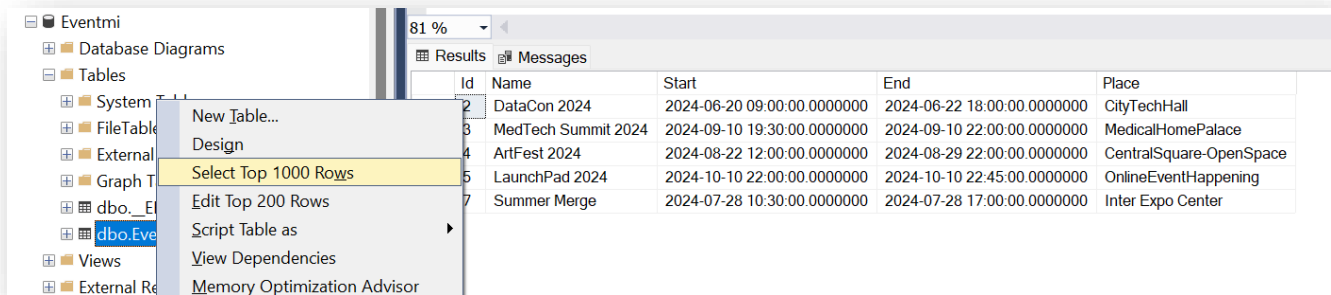 Eventmi
Database Diagrams
Tables
System
FileTable
External
Graph T
dbo.__E
dbo.Eve
Views
External Re
New Table...
Design
Select Top 1000 Rows
Edit Top 200 Rows
Script Table as
View Dependencies
Memory Optimization Advisor
81 %
Results Messages
Id Name Start End Place
2 DataCon 2024 2024-06-20 09:00:00.0000000 2024-06-22 18:00:00.0000000 CityTechHall
3 MedTech Summit 2024 2024-09-10 19:30:00.0000000 2024-09-10 22:00:00.0000000 MedicalHomePalace
4 ArtFest 2024 2024-08-22 12:00:00.0000000 2024-08-29 22:00:00.0000000 CentralSquare-OpenSpace
5 LaunchPad 2024 2024-10-10 22:00:00.0000000 2024-10-10 22:45:00.0000000 OnlineEventHappening
7 Summer Merge 2024-07-28 10:30:00.0000000 2024-07-28 17:00:00.0000000 Inter Expo Center